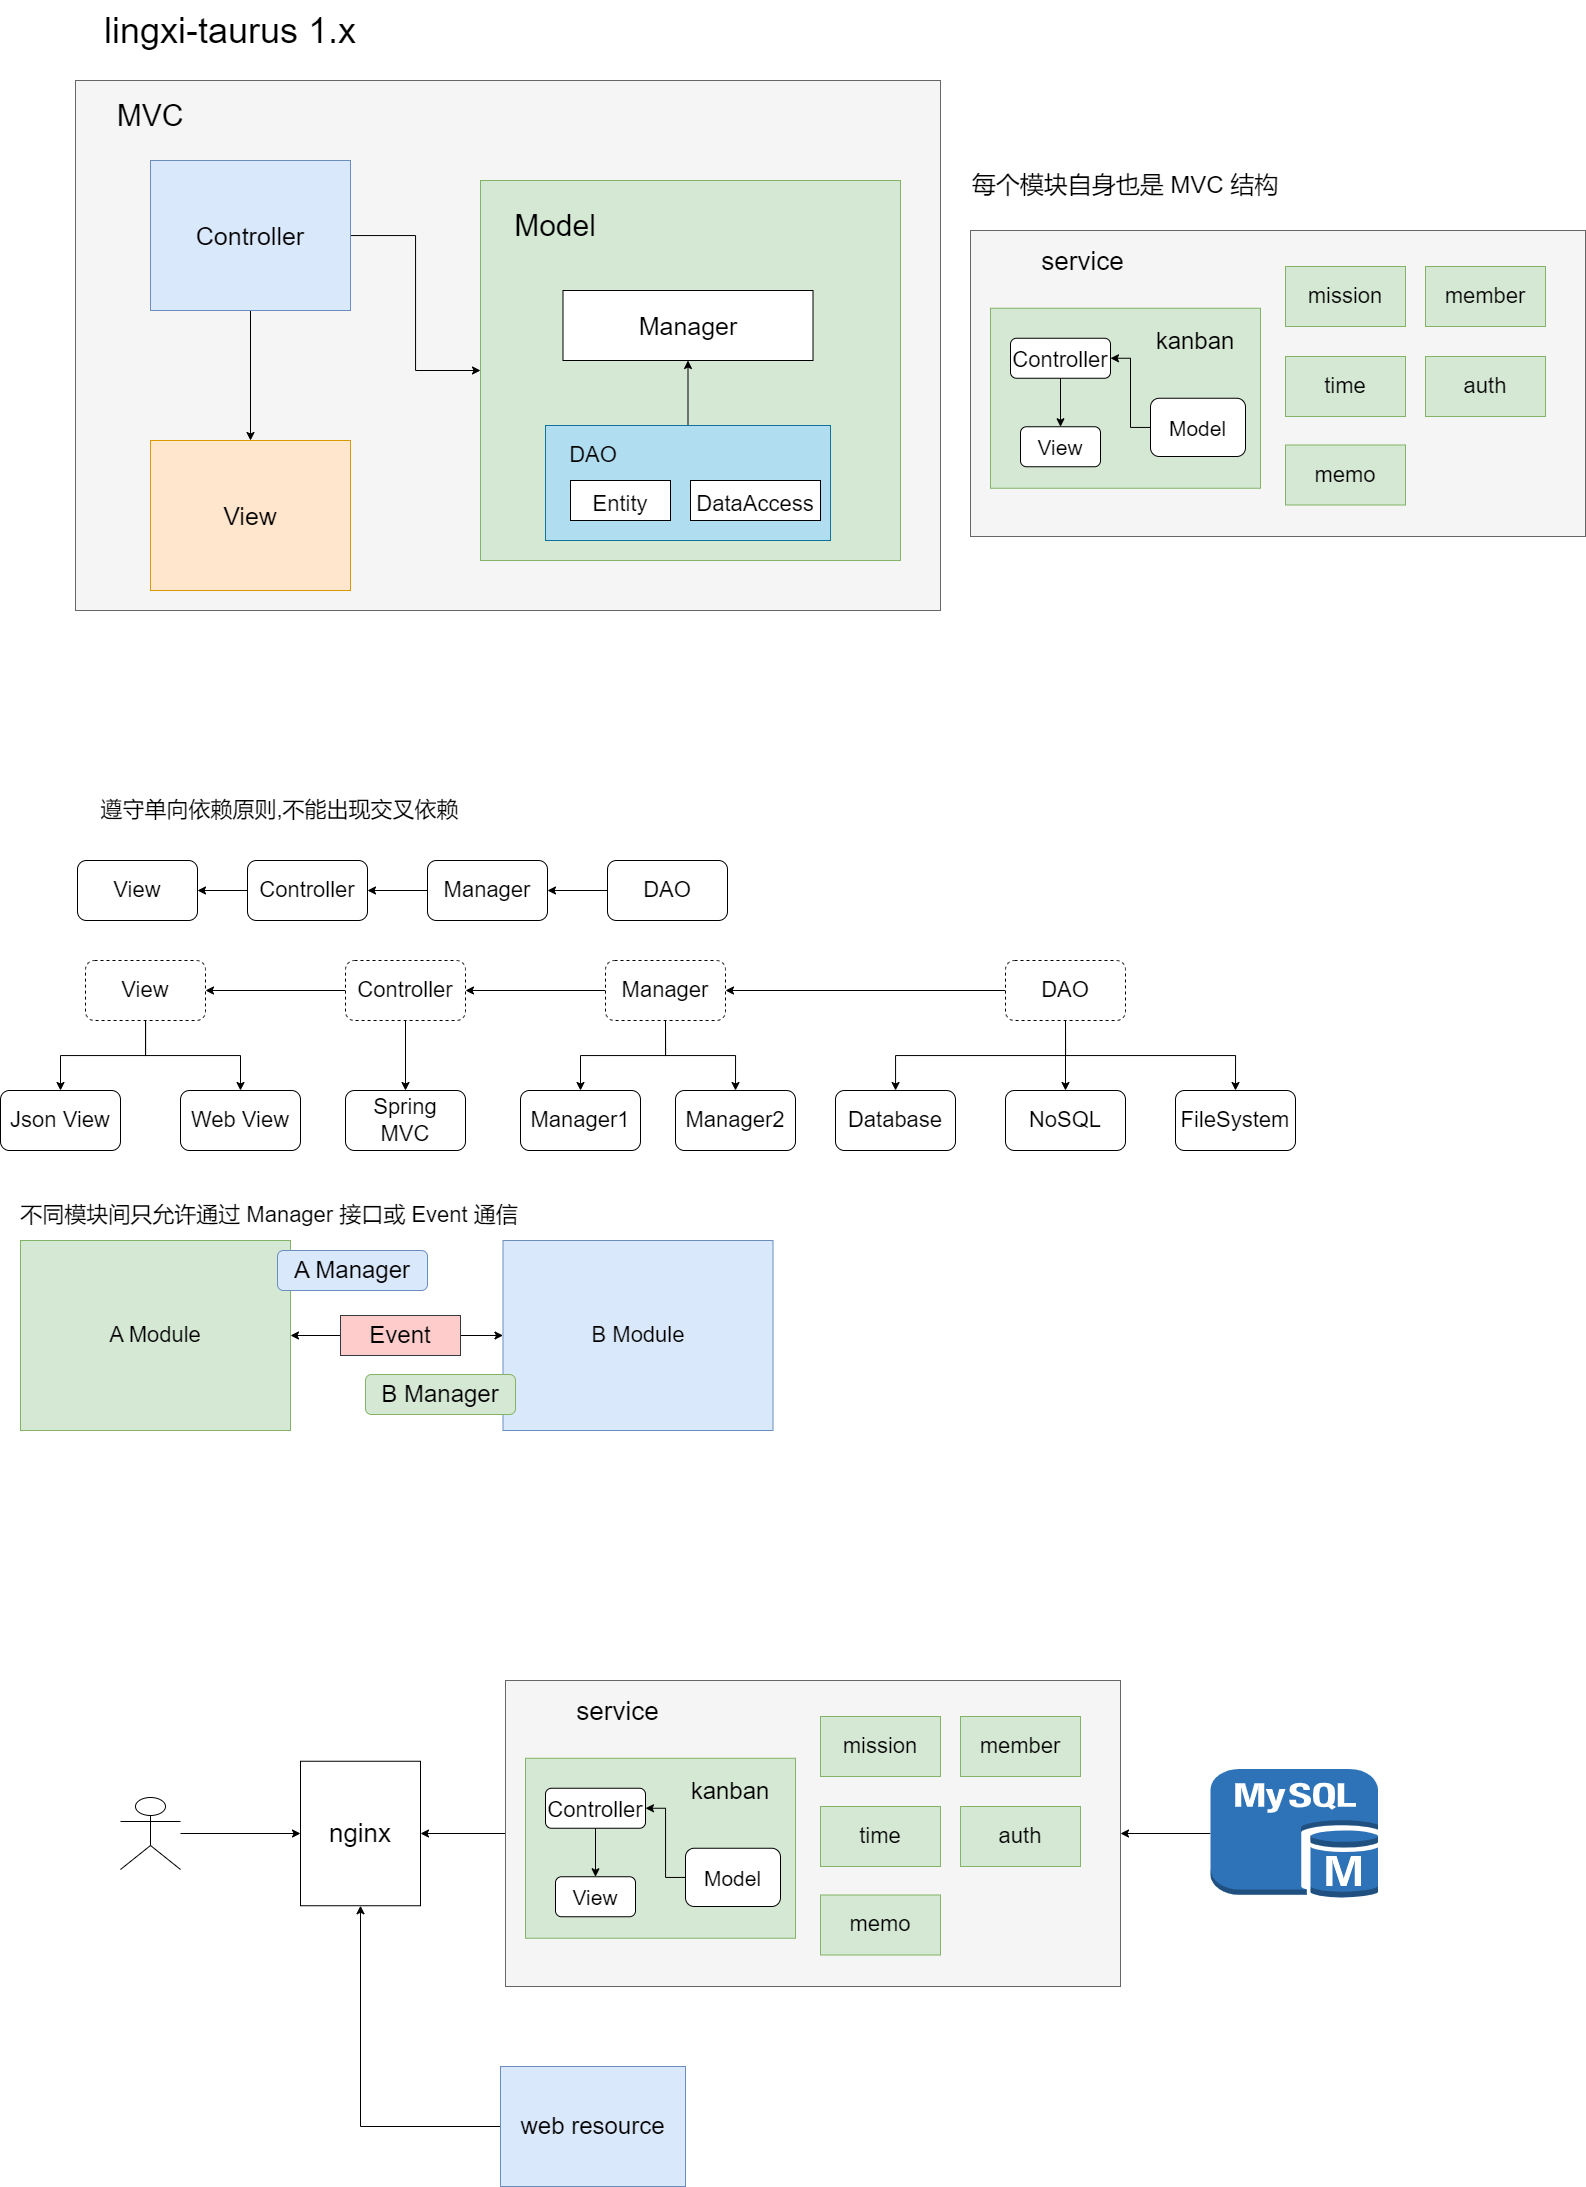 lingxi-taurus 1.x
MVC
Controller
Model
Manager
DAO
Entity
DataAccess
View
每个模块自身也是 MVC 结构
service
mission
member
kanban
Controller
time
auth
Model
View
memo
遵守单向依赖原则,不能出现交叉依赖
View
Controller
Manager
DAO
View
Controller
Manager
DAO
Json View
Web View
Spring
MVC
Manager1
Manager2
Database
NoSQL
FileSystem
不同模块间只允许通过 Manager 接口或 Event 通信
A Manager
A Module
Event
B Module
B Manager
service
mission
member
kanban
Controller
time
auth
Model
View
memo
nginx
MySQL
M
web resource